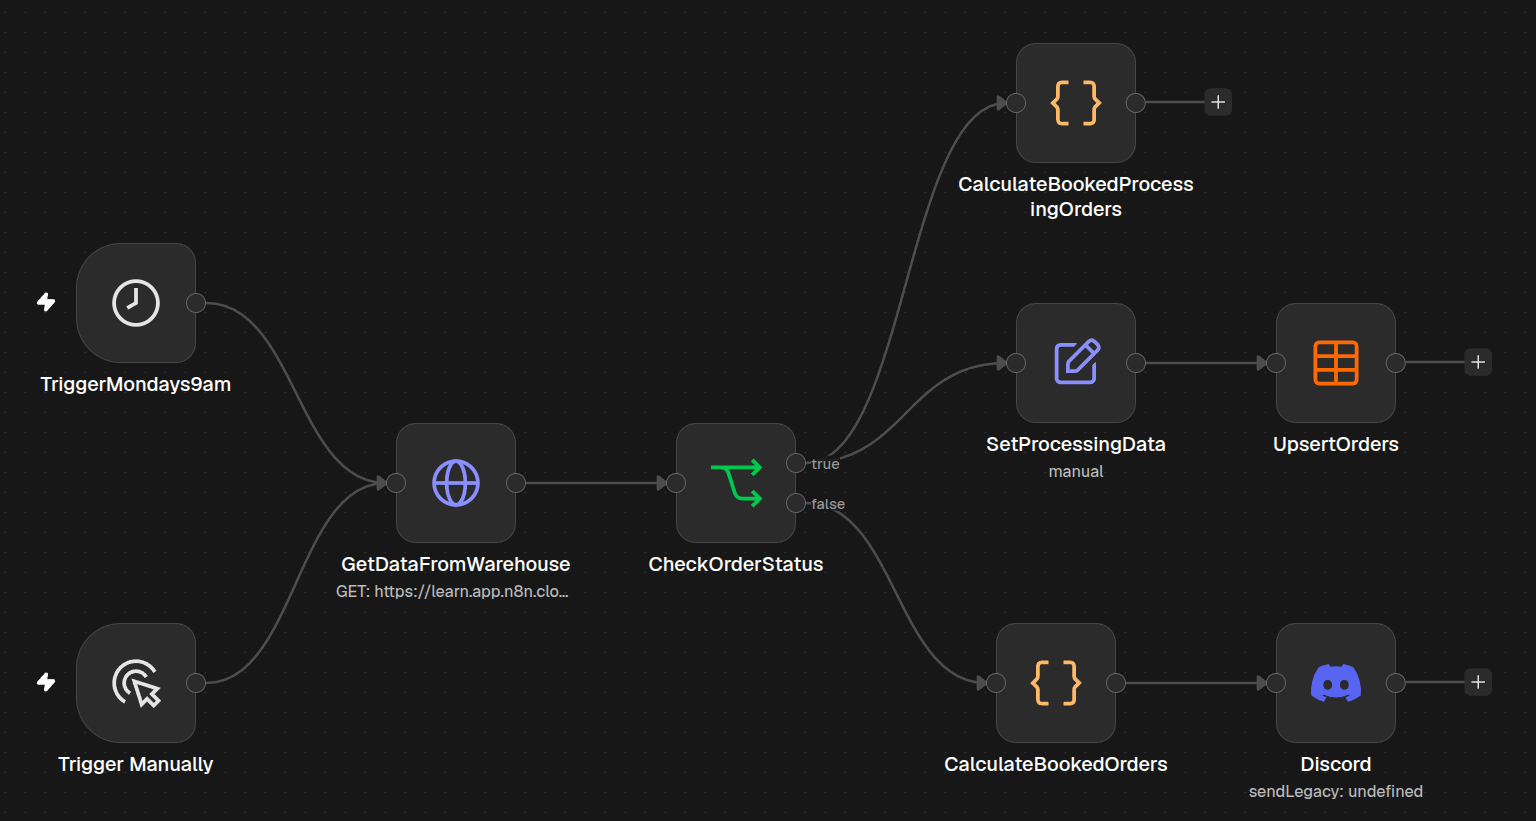 CalculateBookedProcess
ingOrders
TriggerMondays9am
SetProcessingData
manual
UpsertOrders
true
false
GetDataFromWarehouse
GET: https://learn.app.n8n.clo...
CheckOrderStatus
Trigger Manually
CalculateBookedOrders
Discord
sendLegacy: undefined